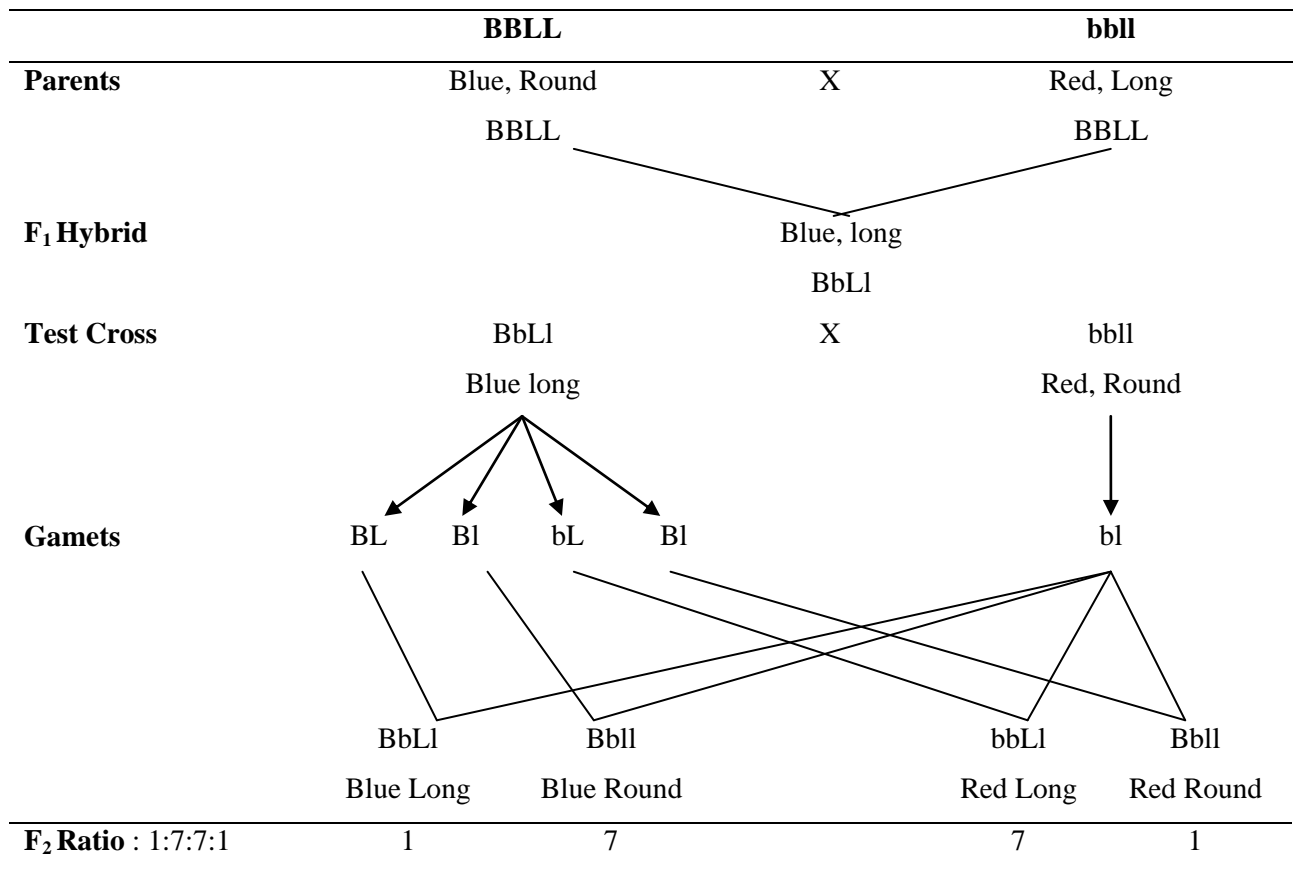 BBLL bbll
Parents Blue, Round X Red, Long
BBLL BBLL
F₁ Hybrid Blue, long
BbLl
Test Cross BbLl X bbll
Blue long Red, Round
Gamets BL Bl bL Bl bl
BbLl Bbll bbLl Bbll
Blue Long Blue Round Red Long Red Round
F₂ Ratio : 1:7:7:1 1 7 7 1